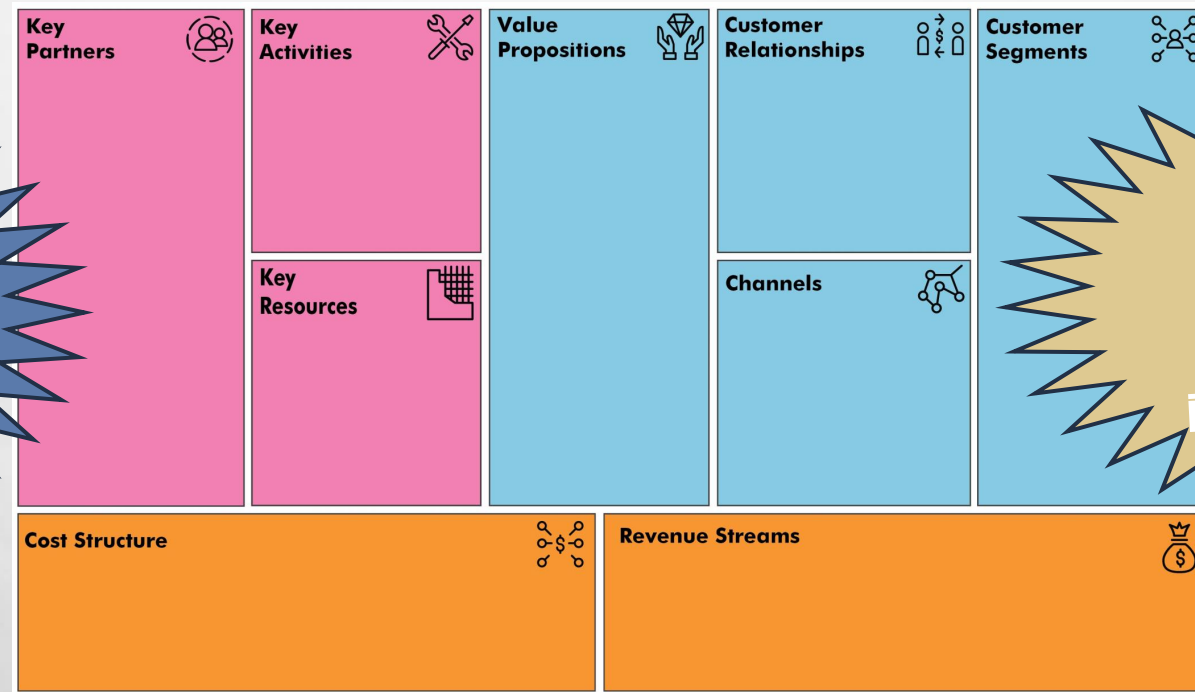 Key
Partners
Key
Activities
Key
Resources
Value
Propositions
Customer
Relationships
Channels
Customer
Segments
Cost Structure
Revenue Streams